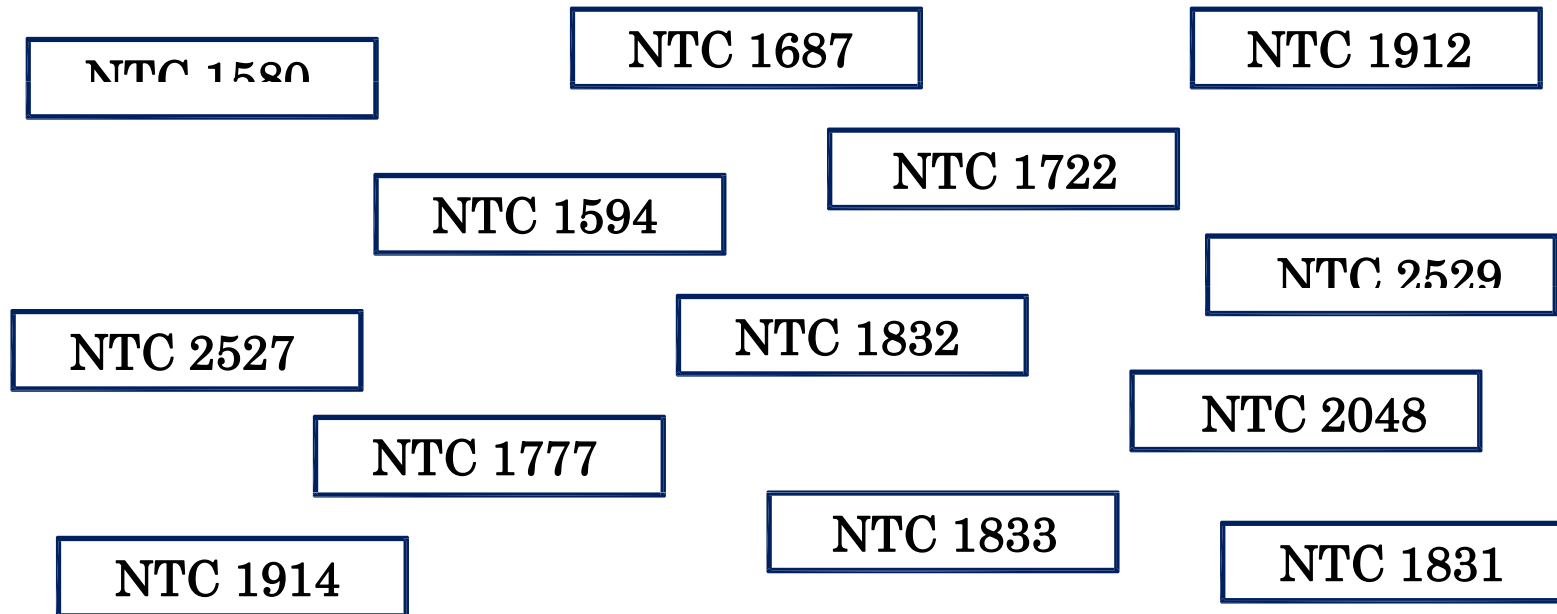 NTC 1580
NTC 1687
NTC 1912
NTC 1722
NTC 1594
NTC 2529
NTC 2527
NTC 1832
NTC 2048
NTC 1777
NTC 1833
NTC 1831
NTC 1914